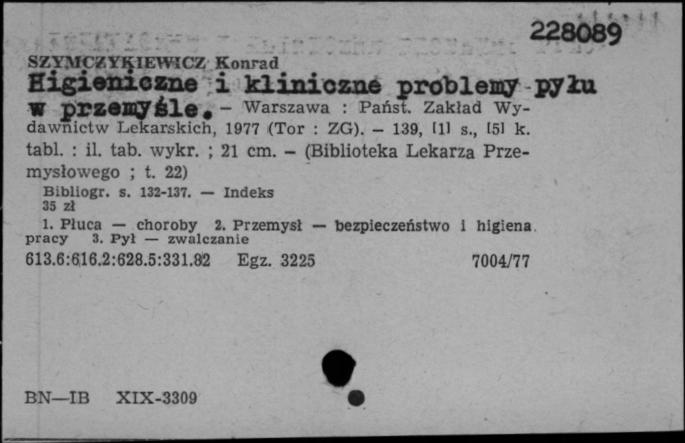 228089
SZYMCZYKIEWICZ Konrad
Higieniczne i kliniczne problemy pyłu
w przemyśle. – Warszawa : Państ. Zakład Wy-
dawnictw Lekarskich, 1977 (Tor : ZG). – 139, [1] s., [5] k.
tabl. : il. tab. wykr. ; 21 cm. – (Biblioteka Lekarza Prze-
mysłowego ; t. 22)
Bibliogr. s. 132-137. — Indeks
35 zł
1. Płuca — choroby 2. Przemysł — bezpieczeństwo i higiena
pracy 3. Pył — zwalczanie
613.6:616.2:628.5:331.82 Egz. 3225 7004/77
BN—IB XIX-3309